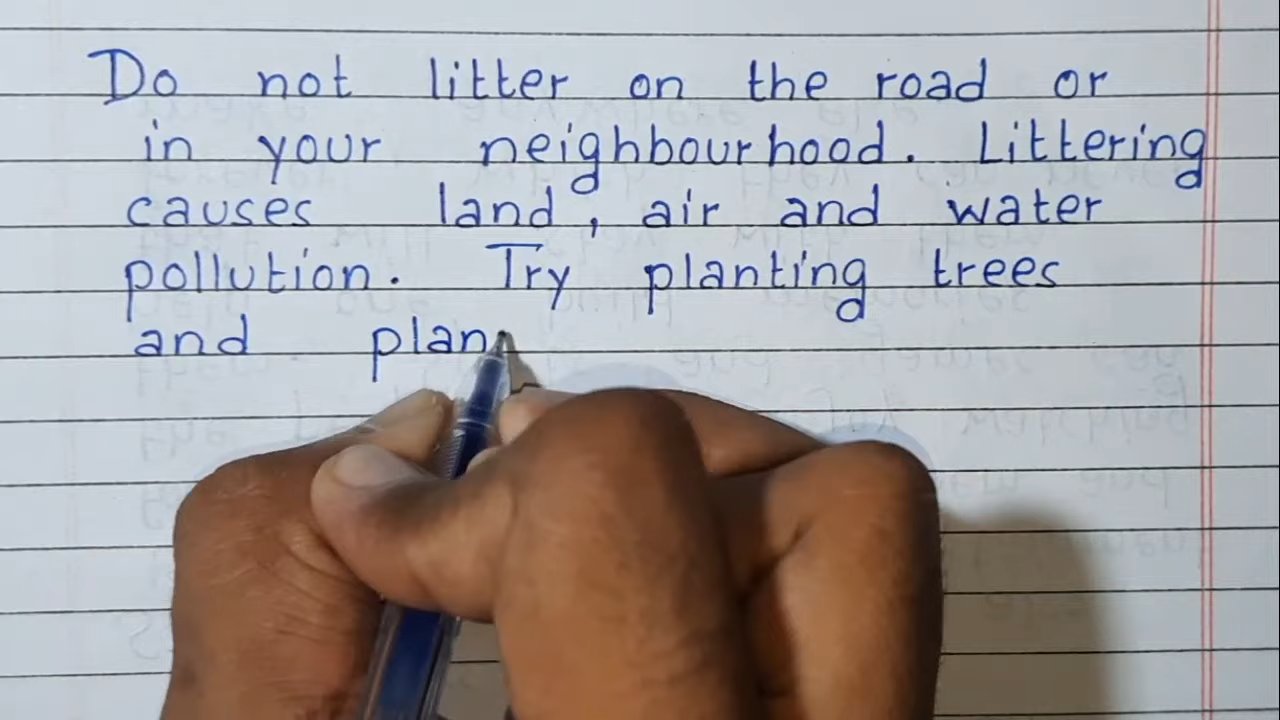 Do not litter on the road or
in your neighbourhood. Littering
causes land, air and water
pollution. Try planting trees
and plan